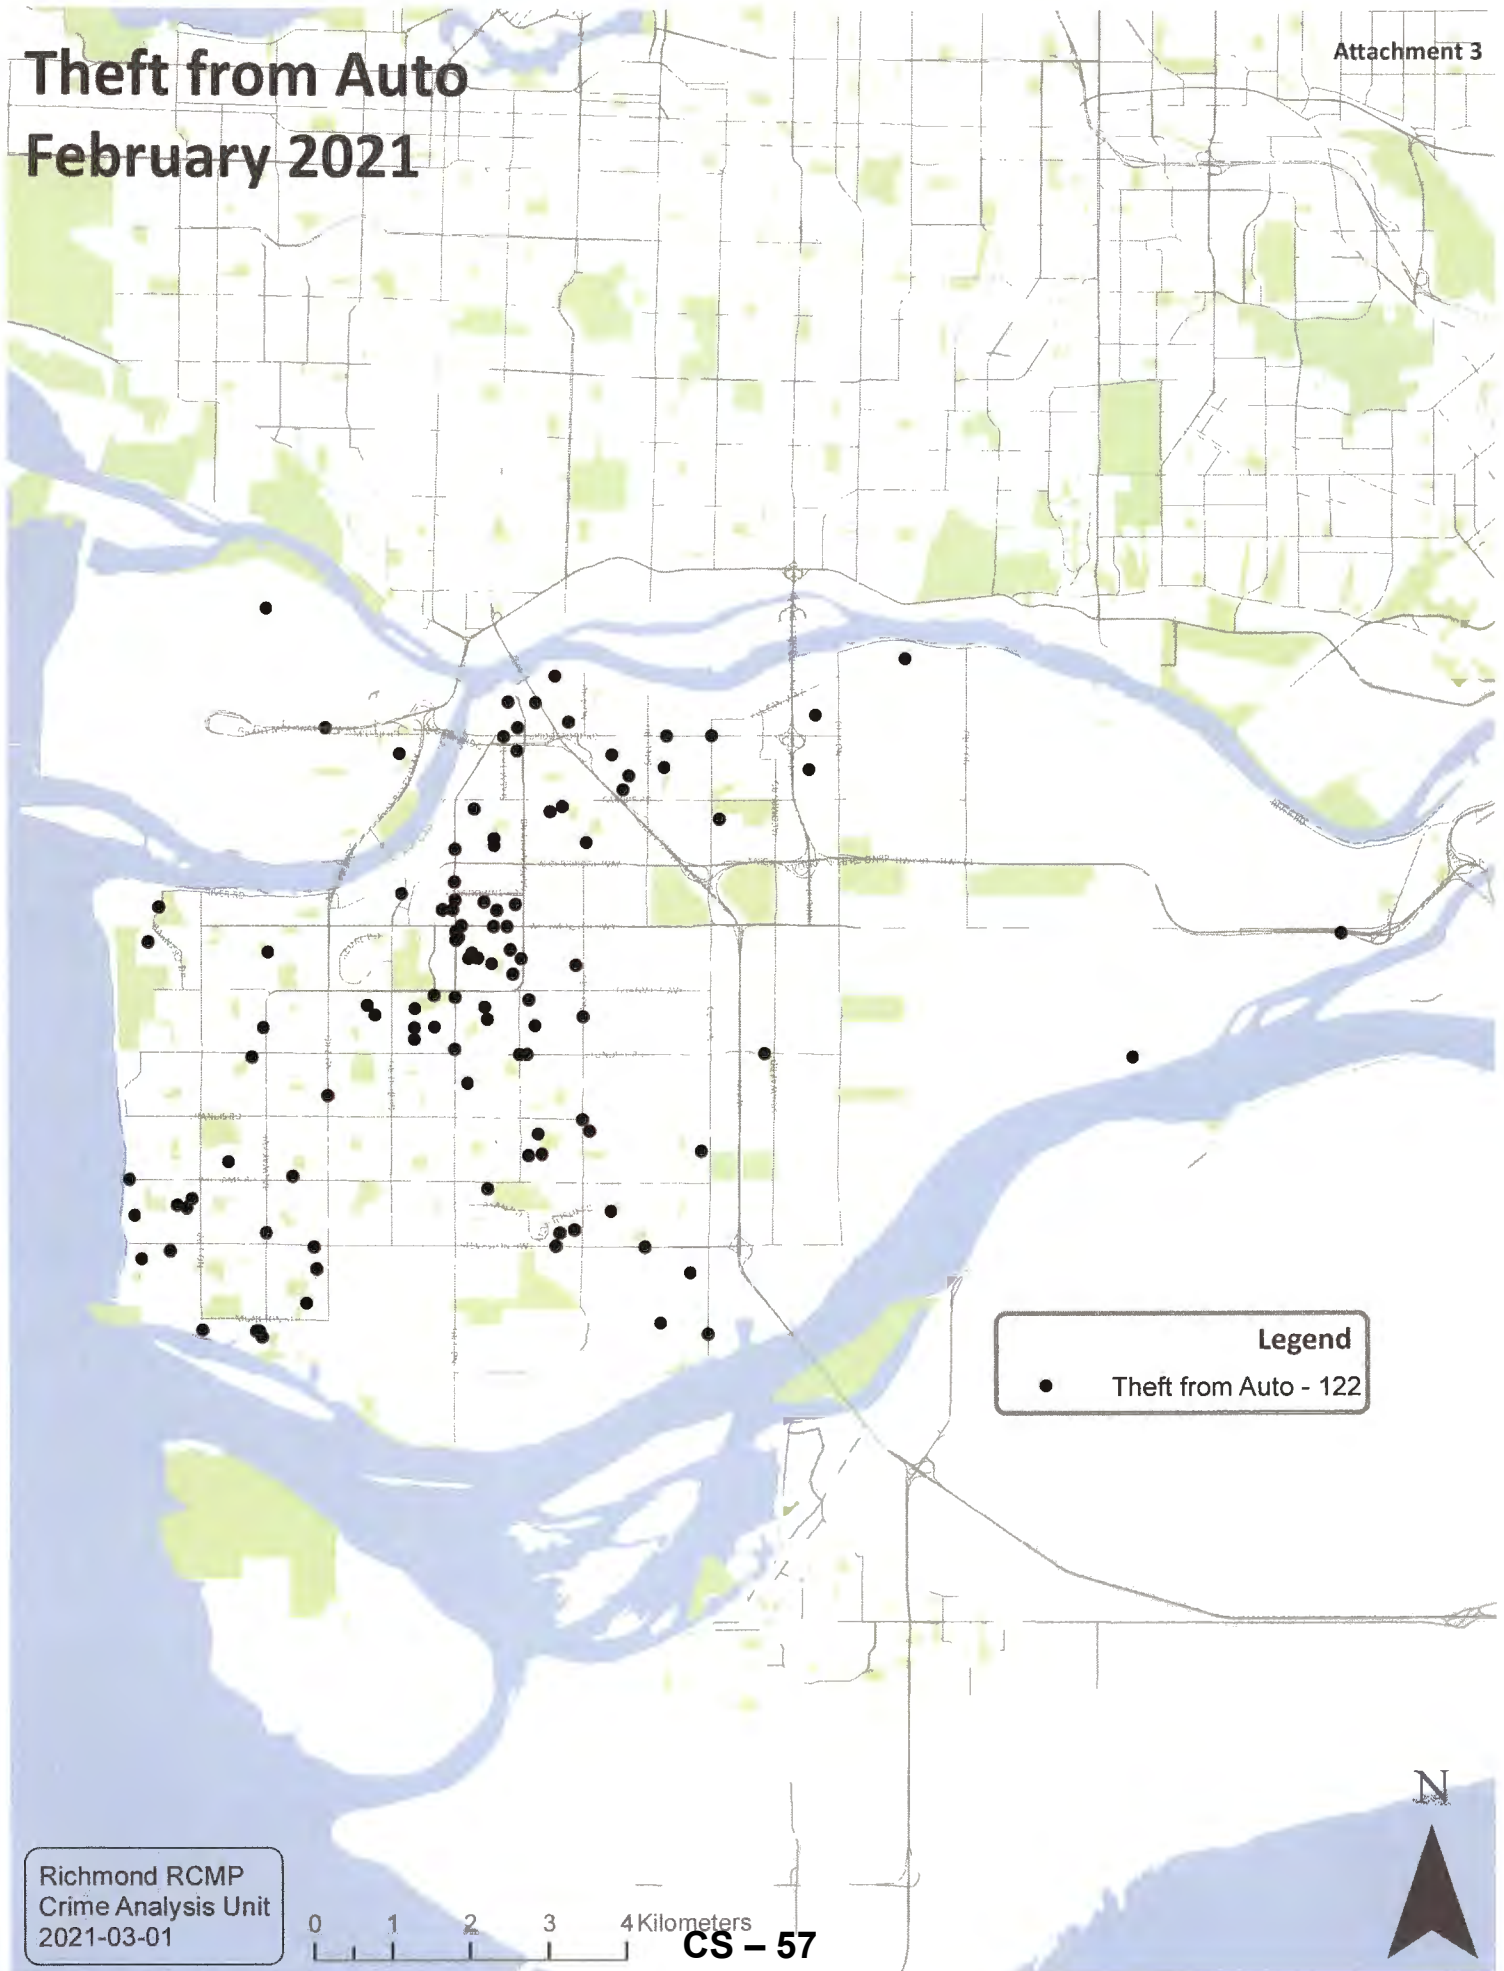 Theft from Auto
February 2021
Attachment 3
Legend
Theft from Auto - 122
N
Richmond RCMP
Crime Analysis Unit
2021-03-01
0 1 2 3 4 Kilometers
CS – 57